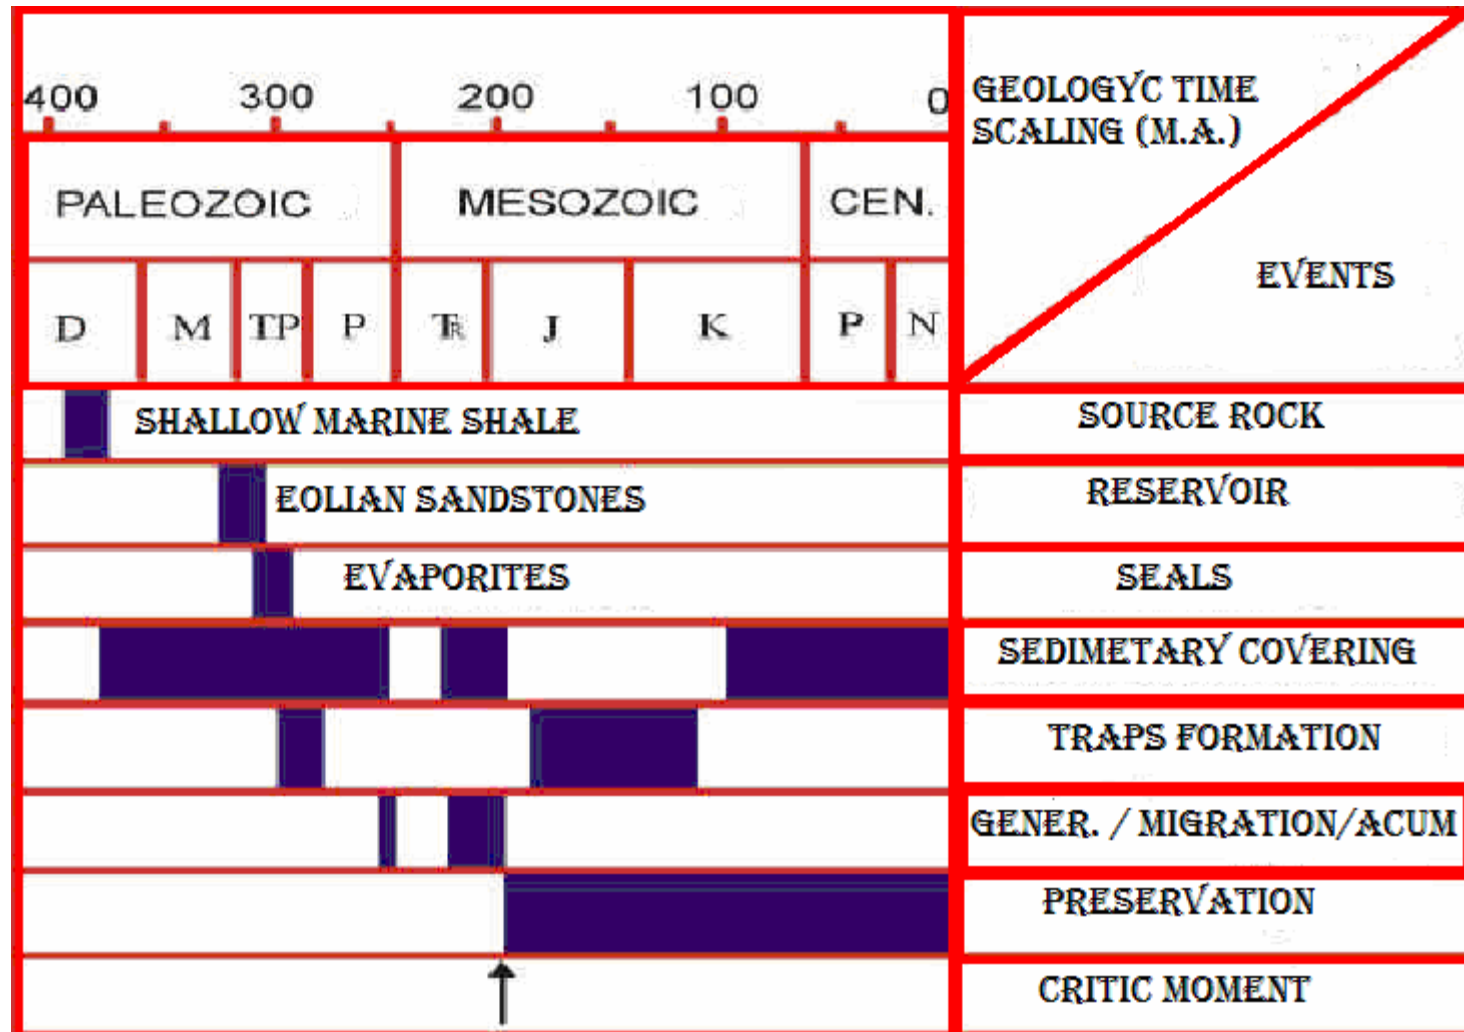 400 300 200 100 0
GEOLOGYC TIME
SCALING (M.A.)
PALEOZOIC MESOZOIC CEN.
EVENTS
D M TP P TR J K P N
SHALLOW MARINE SHALE SOURCE ROCK
EOLIAN SANDSTONES RESERVOIR
EVAPORITES SEALS
SEDIMETARY COVERING
TRAPS FORMATION
GENER. / MIGRATION/ACUM
PRESERVATION
CRITIC MOMENT